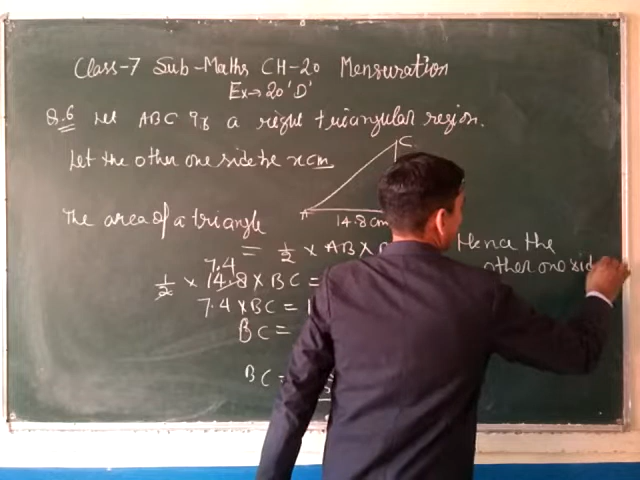 Class-7 Sub-Maths CH-20 Mensuration
Ex→20'D'
Q.6 Let ABC is a right triangular region.
Let the other one side be x cm
C
A
14.8 cm
The area of a triangle
= 1/2 × AB × B
7.4
1/2 × 14.8 × BC =
7.4 × BC = 1
BC =
BC =
Hence the
other one sid